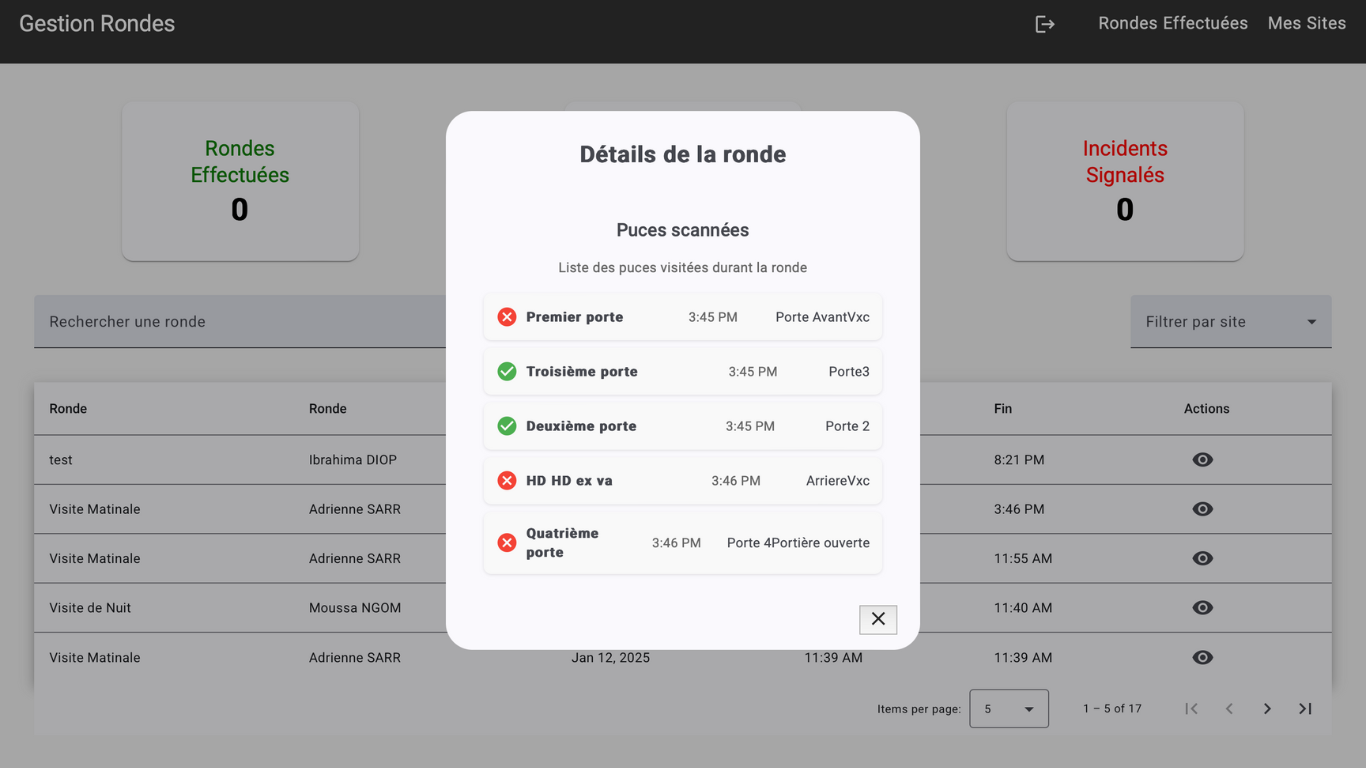 Gestion Rondes
Rondes Effectuées
Mes Sites
Rondes
Effectuées
0
Incidents
Signalés
0
Rechercher une ronde
Filtrer par site
Détails de la ronde
Puces scannées
Liste des puces visitées durant la ronde
Premier porte 3:45 PM Porte AvantVxc
Troisième porte 3:45 PM Porte3
Deuxième porte 3:45 PM Porte 2
HD HD ex va 3:46 PM ArriereVxc
Quatrième
porte 3:46 PM Porte 4Portière ouverte
Ronde Ronde Fin Actions
test Ibrahima DIOP 8:21 PM
Visite Matinale Adrienne SARR 3:46 PM
Visite Matinale Adrienne SARR 11:55 AM
Visite de Nuit Moussa NGOM 11:40 AM
Visite Matinale Adrienne SARR Jan 12, 2025 11:39 AM 11:39 AM
Items per page: 5 1 – 5 of 17